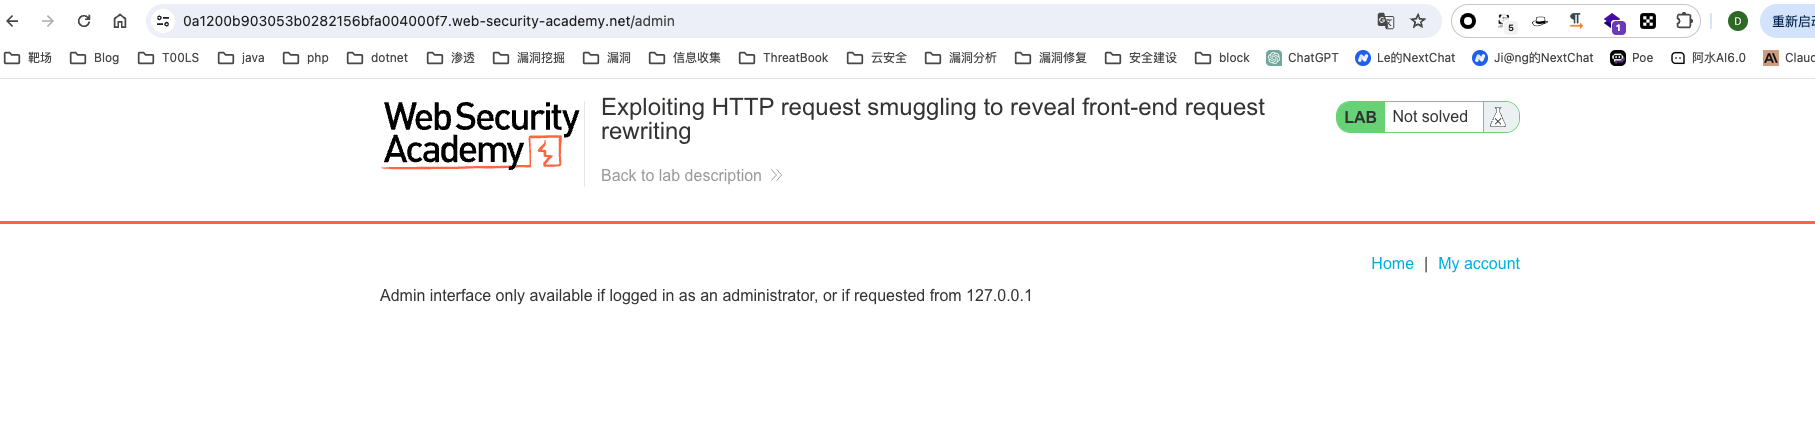 0a1200b903053b0282156bfa004000f7.web-security-academy.net/admin
5
1
D
重新启动
靶场 Blog T00LS java php dotnet 渗透 漏洞挖掘 漏洞 信息收集 ThreatBook 云安全 漏洞分析 漏洞修复 安全建设 block ChatGPT Le的NextChat Ji@ng的NextChat Poe 阿水AI6.0 Clauc
Web Security
Academy
Exploiting HTTP request smuggling to reveal front-end request
rewriting
Back to lab description
LAB Not solved
Home | My account
Admin interface only available if logged in as an administrator, or if requested from 127.0.0.1